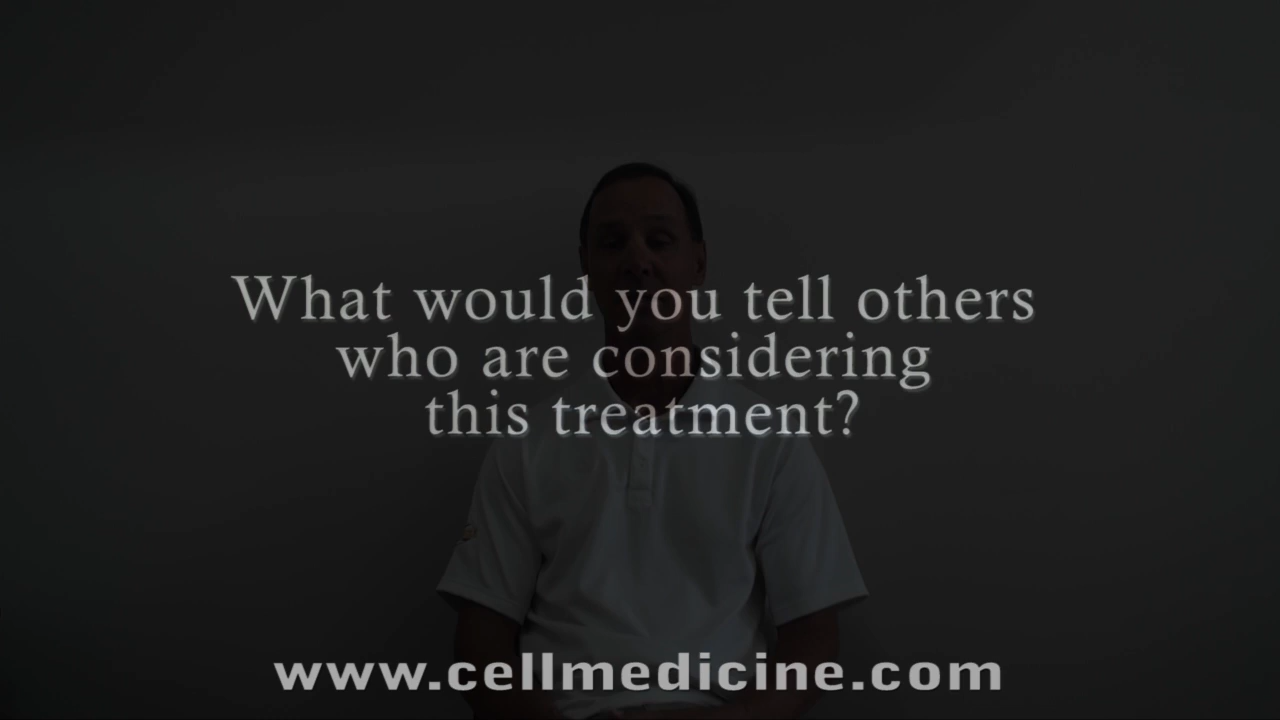 What would you tell others
who are considering
this treatment?
www.cellmedicine.com